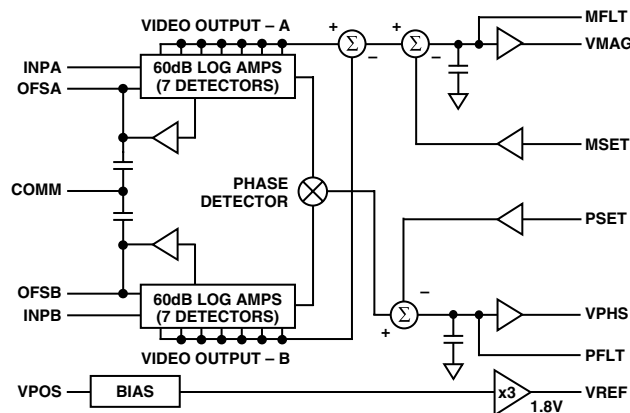 VIDEO OUTPUT – A
MFLT
VMAG
INPA
60dB LOG AMPS
(7 DETECTORS)
OFSA
+
Σ
–
+
Σ
–
MSET
COMM
PHASE
DETECTOR
PSET
–
OFSB
60dB LOG AMPS
(7 DETECTORS)
INPB
+
Σ
VPHS
VIDEO OUTPUT – B
PFLT
VPOS
BIAS
x3
1.8V
VREF